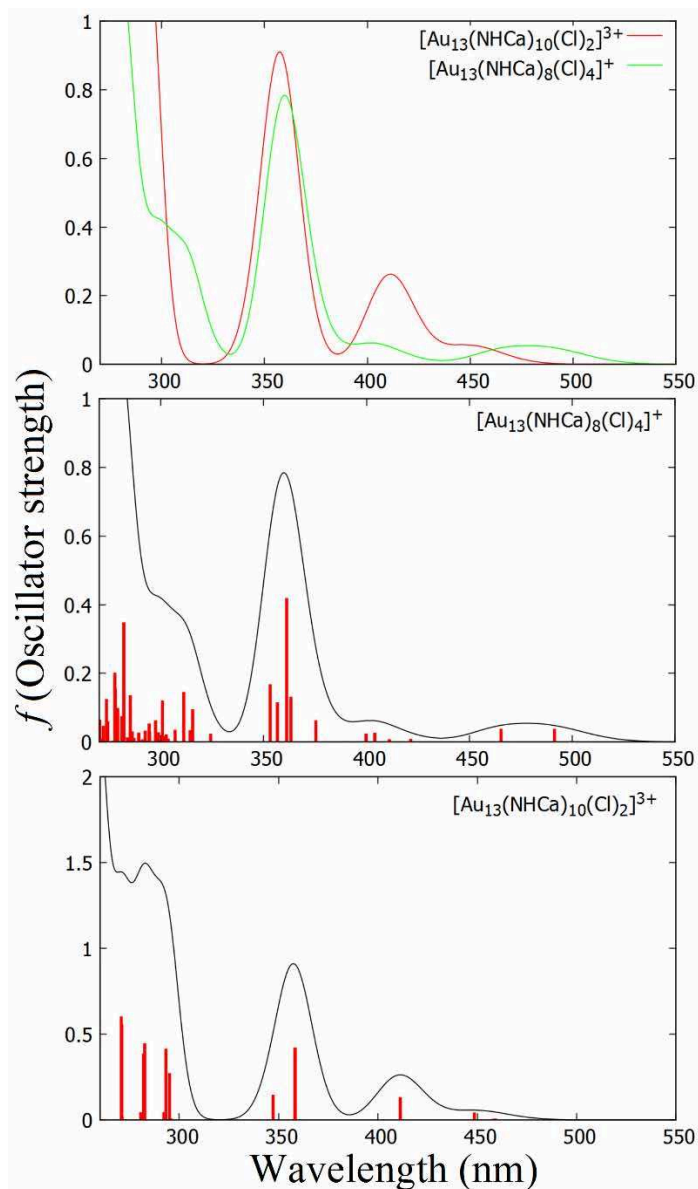 [Au₁₃(NHCa)₁₀(Cl)₂]³⁺
[Au₁₃(NHCa)₈(Cl)₄]⁺
1
0.8
0.6
0.4
0.2
0
300 350 400 450 500 550
[Au₁₃(NHCa)₈(Cl)₄]⁺
1
0.8
0.6
0.4
0.2
0
300 350 400 450 500 550
f (Oscillator strength)
[Au₁₃(NHCa)₁₀(Cl)₂]³⁺
2
1.5
1
0.5
0
300 350 400 450 500 550
Wavelength (nm)